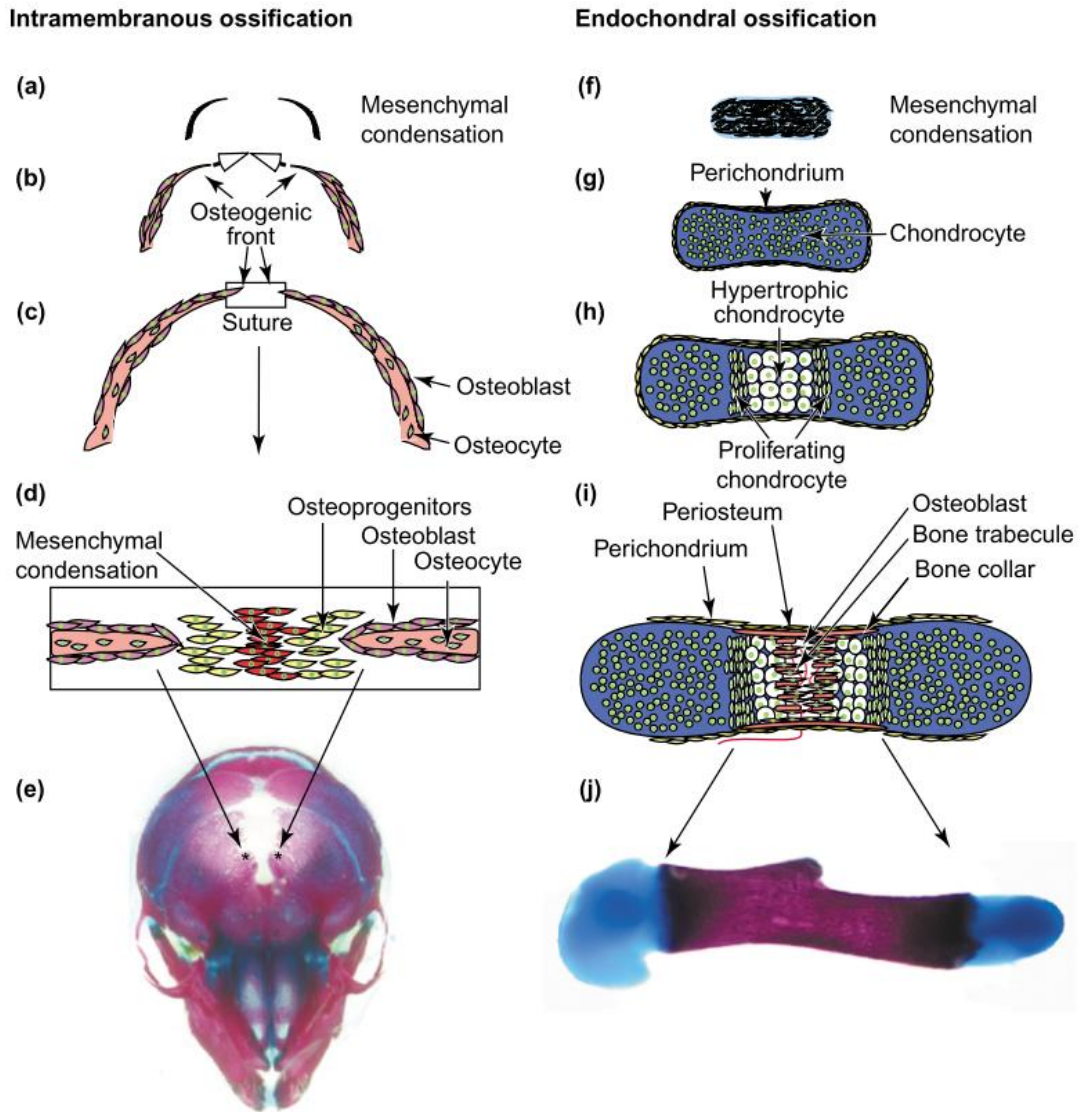 Intramembranous ossification
Endochondral ossification
(a)
Mesenchymal
condensation
(b)
Osteogenic
front
(c)
Suture
Osteoblast
Osteocyte
(d)
Osteoprogenitors
Mesenchymal
condensation
Osteoblast
Osteocyte
(e)
*
*
(f)
Mesenchymal
condensation
(g)
Perichondrium
Chondrocyte
(h)
Hypertrophic
chondrocyte
Proliferating
chondrocyte
(i)
Periosteum
Perichondrium
Osteoblast
Bone trabecule
Bone collar
(j)